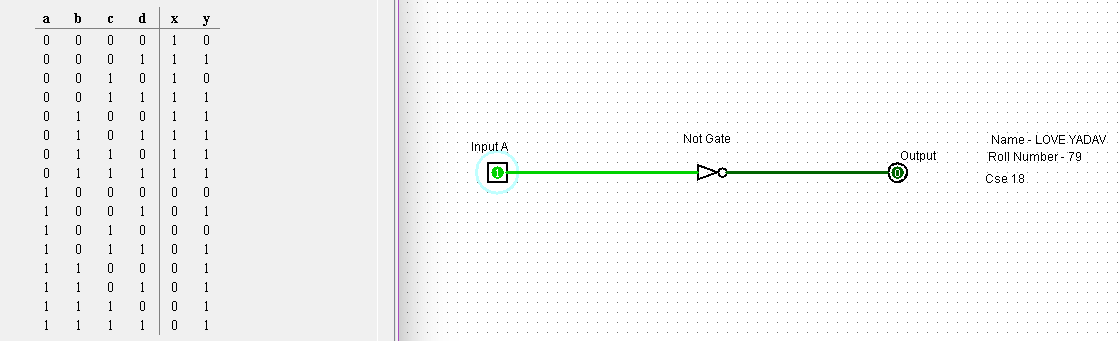 a b c d x y
0 0 0 0 1 0
0 0 0 1 1 1
0 0 1 0 1 0
0 0 1 1 1 1
0 1 0 0 1 1
0 1 0 1 1 1
0 1 1 0 1 1
0 1 1 1 1 1
1 0 0 0 0 0
1 0 0 1 0 1
1 0 1 0 0 0
1 0 1 1 0 1
1 1 0 0 0 1
1 1 0 1 0 1
1 1 1 0 0 1
1 1 1 1 0 1
Input A
1
Not Gate
Output
0
Name - LOVE YADAV
Roll Number - 79
Cse 18